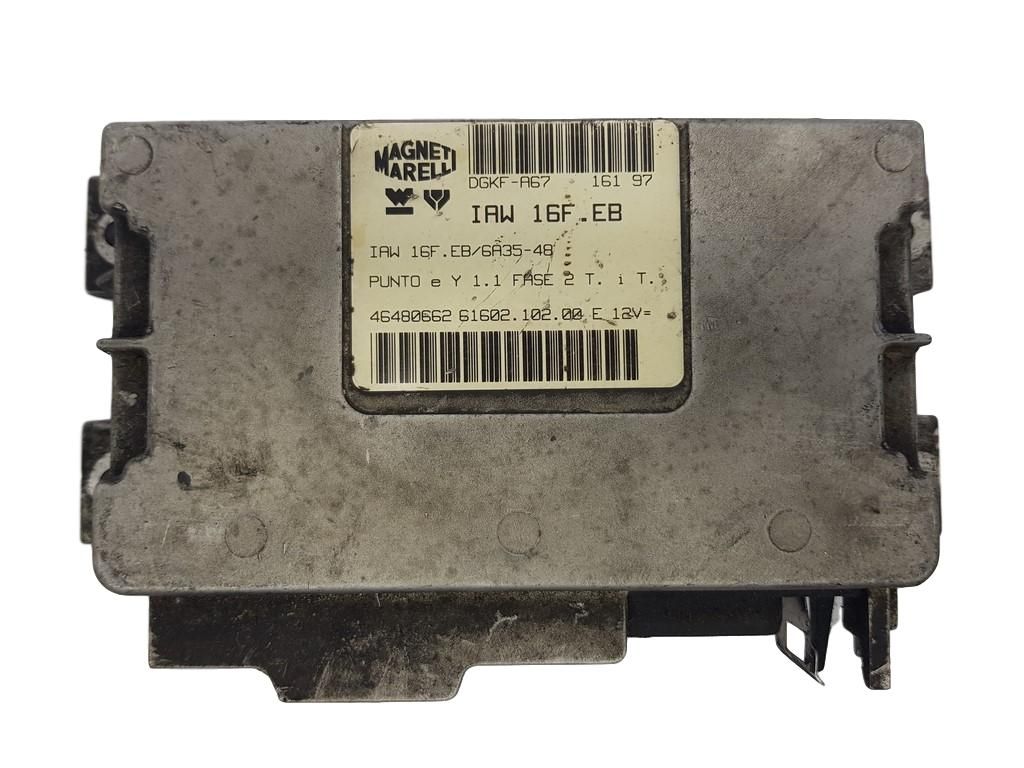 MAGNETI
MARELLI
DGKF-A67 161 97
IAW 16F.EB
IAW 16F.EB/6A35-48
PUNTO e Y 1.1 FASE 2 T. i T.
46480662 61602.102.00 E 12V=